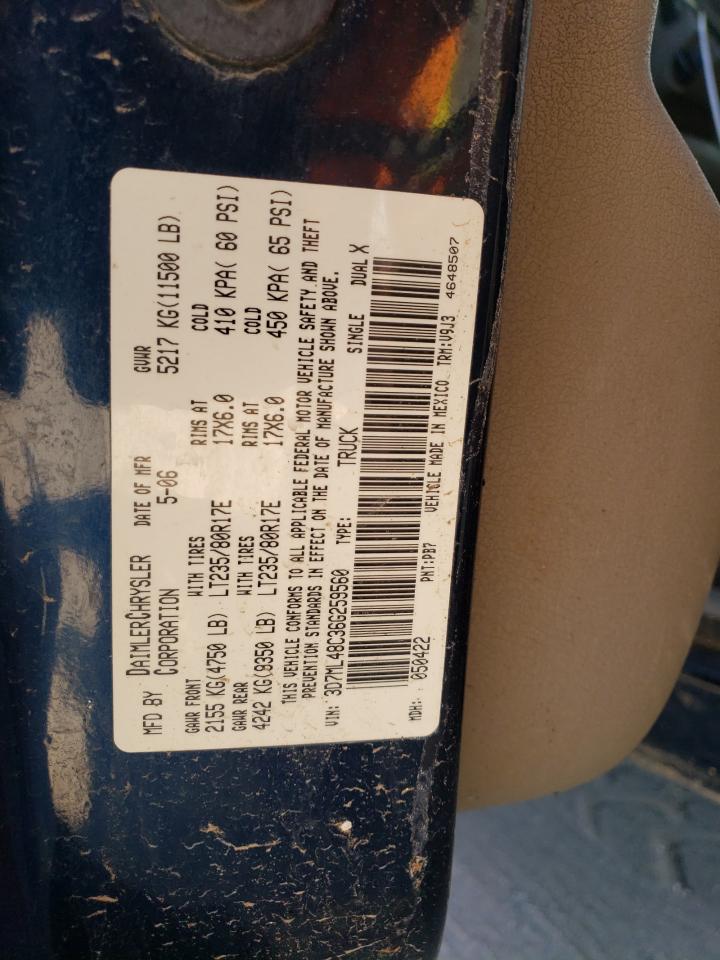 MFD BY DAIMLERCHRYSLER CORPORATION DATE OF MFR 5-06 GVWR 5217 KG(11500 LB)
GAWR FRONT WITH TIRES RIMS AT COLD
2155 KG(4750 LB) LT235/80R17E 17X6.0 410 KPA( 60 PSI)
GAWR REAR WITH TIRES RIMS AT COLD
4242 KG(9350 LB) LT235/80R17E 17X6.0 450 KPA( 65 PSI)
THIS VEHICLE CONFORMS TO ALL APPLICABLE FEDERAL MOTOR VEHICLE SAFETY AND THEFT
PREVENTION STANDARDS IN EFFECT ON THE DATE OF MANUFACTURE SHOWN ABOVE.
VIN: 3D7ML48C36G259560 TYPE: TRUCK SINGLE DUAL X
MDH: 050422 PNT:PB7 VEHICLE MADE IN MEXICO TRM:V9J3 4648507